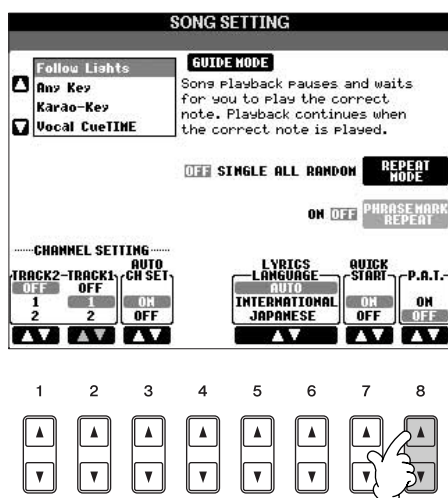 SONG SETTING
Follow Lights
Any Key
Karao-Key
Vocal CueTIME
GUIDE MODE
Song playback pauses and waits
for you to play the correct
note. Playback continues when
the correct note is played.
OFF SINGLE ALL RANDOM REPEAT MODE
ON OFF PHRASE MARK REPEAT
CHANNEL SETTING
TRACK2 TRACK1 AUTO CH SET
OFF OFF
1 1 ON
2 2 OFF
LYRICS LANGUAGE QUICK START P.A.T.
AUTO
INTERNATIONAL ON ON
JAPANESE OFF OFF
1 2 3 4 5 6 7 8